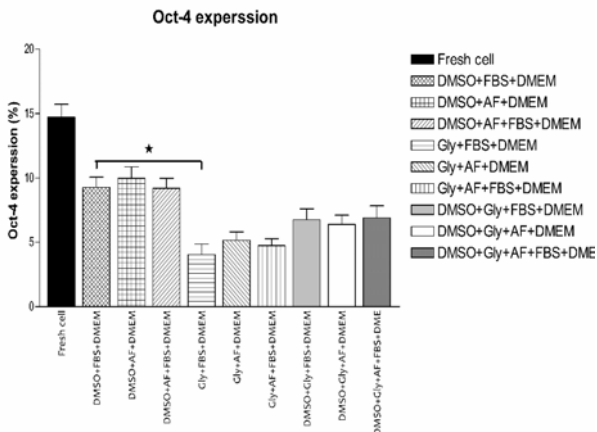 Oct-4 experssion
20
15
10
5
0
Oct-4 experssion (%)
★
Fresh cell
DMSO+FBS+DMEM
DMSO+AF+DMEM
DMSO+AF+FBS+DMEM
Gly+FBS+DMEM
Gly+AF+DMEM
Gly+AF+FBS+DMEM
DMSO+Gly+FBS+DMEM
DMSO+Gly+AF+DMEM
DMSO+Gly+AF+FBS+DME
Fresh cell
DMSO+FBS+DMEM
DMSO+AF+DMEM
DMSO+AF+FBS+DMEM
Gly+FBS+DMEM
Gly+AF+DMEM
Gly+AF+FBS+DMEM
DMSO+Gly+FBS+DMEM
DMSO+Gly+AF+DMEM
DMSO+Gly+AF+FBS+DME